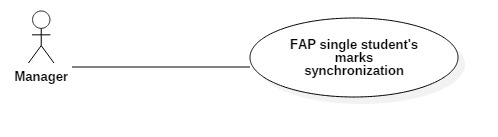 FAP single student's
marks
synchronization
Manager